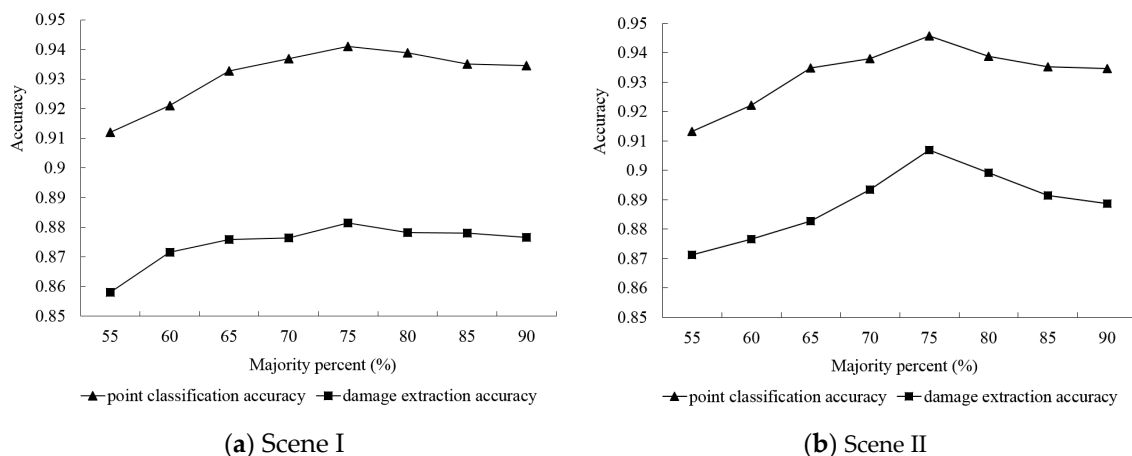 0.95
0.94
0.93
0.92
0.91
0.9
0.89
0.88
0.87
0.86
0.85
Accuracy
55 60 65 70 75 80 85 90
Majority percent (%)
point classification accuracy damage extraction accuracy
(a) Scene I
0.95
0.94
0.93
0.92
0.91
0.9
0.89
0.88
0.87
0.86
0.85
Accuracy
55 60 65 70 75 80 85 90
Majority percent (%)
point classification accuracy damage extraction accuracy
(b) Scene II